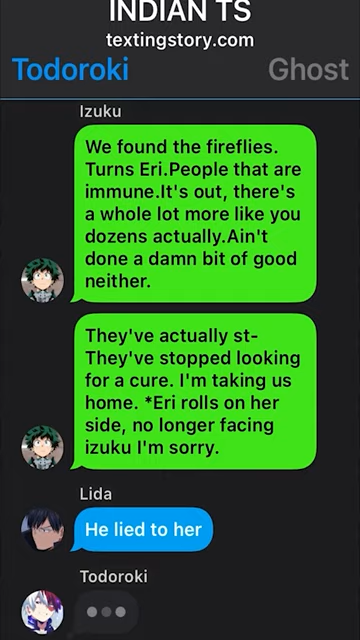 INDIAN TS
textingstory.com
Todoroki Ghost
Izuku
We found the fireflies.
Turns Eri.People that are
immune.It's out, there's
a whole lot more like you
dozens actually.Ain't
done a damn bit of good
neither.
They've actually st-
They've stopped looking
for a cure. I'm taking us
home. *Eri rolls on her
side, no longer facing
izuku I'm sorry.
Lida
He lied to her
Todoroki